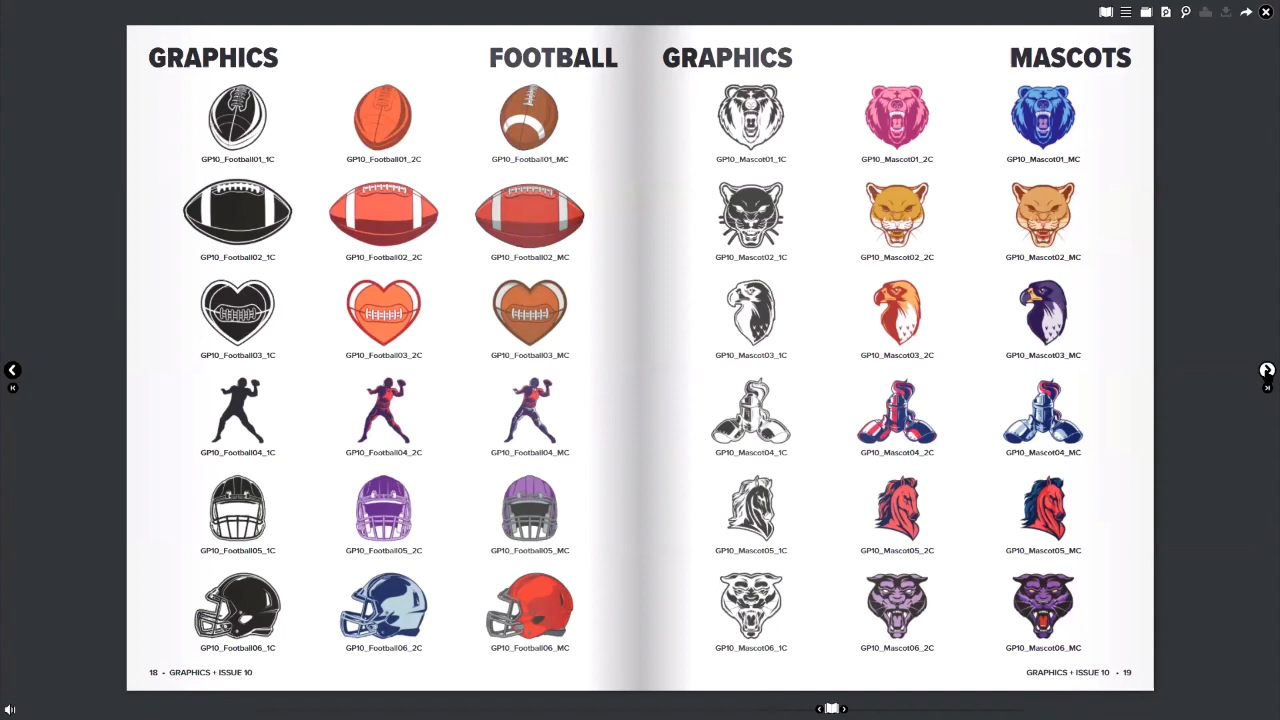 GRAPHICS FOOTBALL
GP10_Football01_1C GP10_Football01_2C GP10_Football01_MC
GP10_Football02_1C GP10_Football02_2C GP10_Football02_MC
GP10_Football03_1C GP10_Football03_2C GP10_Football03_MC
GP10_Football04_1C GP10_Football04_2C GP10_Football04_MC
GP10_Football05_1C GP10_Football05_2C GP10_Football05_MC
GP10_Football06_1C GP10_Football06_2C GP10_Football06_MC
18 • GRAPHICS + ISSUE 10
GRAPHICS MASCOTS
GP10_Mascot01_1C GP10_Mascot01_2C GP10_Mascot01_MC
GP10_Mascot02_1C GP10_Mascot02_2C GP10_Mascot02_MC
GP10_Mascot03_1C GP10_Mascot03_2C GP10_Mascot03_MC
GP10_Mascot04_1C GP10_Mascot04_2C GP10_Mascot04_MC
GP10_Mascot05_1C GP10_Mascot05_2C GP10_Mascot05_MC
GP10_Mascot06_1C GP10_Mascot06_2C GP10_Mascot06_MC
GRAPHICS + ISSUE 10 • 19